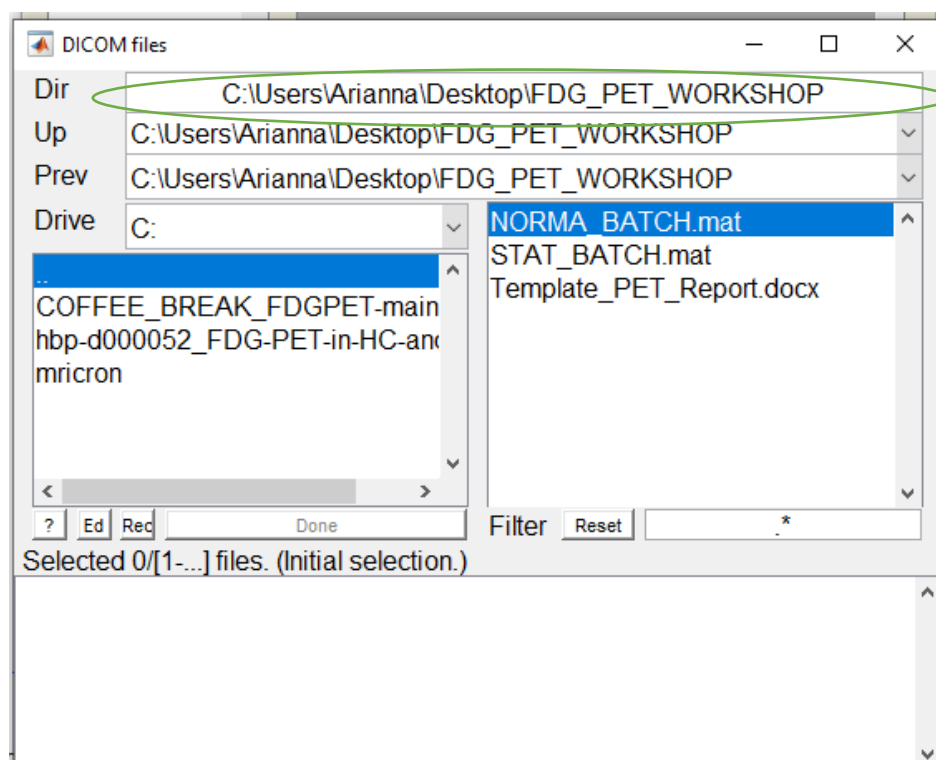 DICOM files
Dir C:\Users\Arianna\Desktop\FDG_PET_WORKSHOP
Up C:\Users\Arianna\Desktop\FDG_PET_WORKSHOP
Prev C:\Users\Arianna\Desktop\FDG_PET_WORKSHOP
Drive C:
..
COFFEE_BREAK_FDGPET-main
hbp-d000052_FDG-PET-in-HC-and
mricron
NORMA_BATCH.mat
STAT_BATCH.mat
Template_PET_Report.docx
? Ed Rec Done Filter Reset .*
Selected 0/[1-...] files. (Initial selection.)